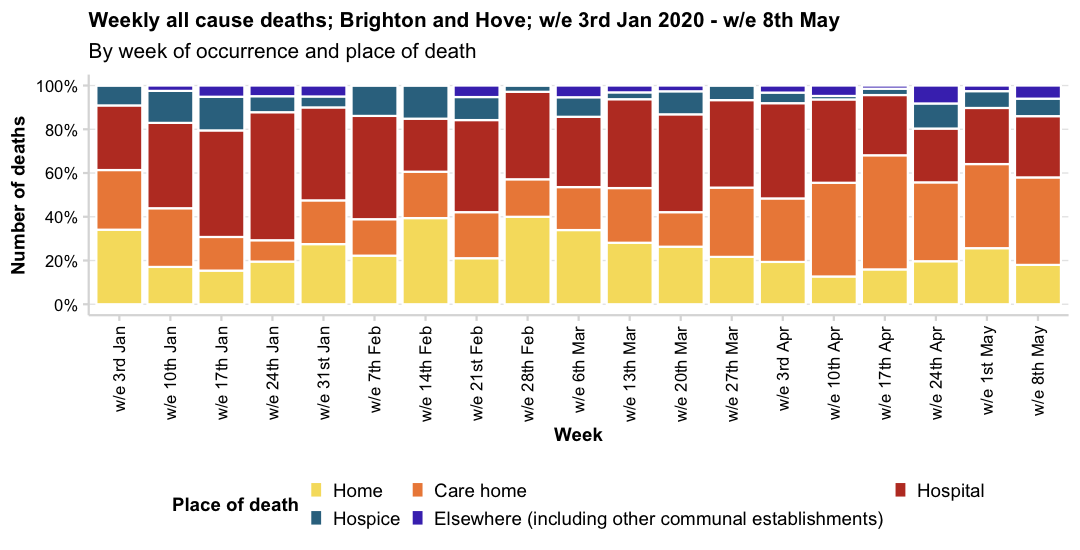 Weekly all cause deaths; Brighton and Hove; w/e 3rd Jan 2020 - w/e 8th May
By week of occurrence and place of death
Number of deaths
100%
80%
60%
40%
20%
0%
w/e 3rd Jan
w/e 10th Jan
w/e 17th Jan
w/e 24th Jan
w/e 31st Jan
w/e 7th Feb
w/e 14th Feb
w/e 21st Feb
w/e 28th Feb
w/e 6th Mar
w/e 13th Mar
w/e 20th Mar
w/e 27th Mar
w/e 3rd Apr
w/e 10th Apr
w/e 17th Apr
w/e 24th Apr
w/e 1st May
w/e 8th May
Week
Place of death
Home
Care home
Hospital
Hospice
Elsewhere (including other communal establishments)